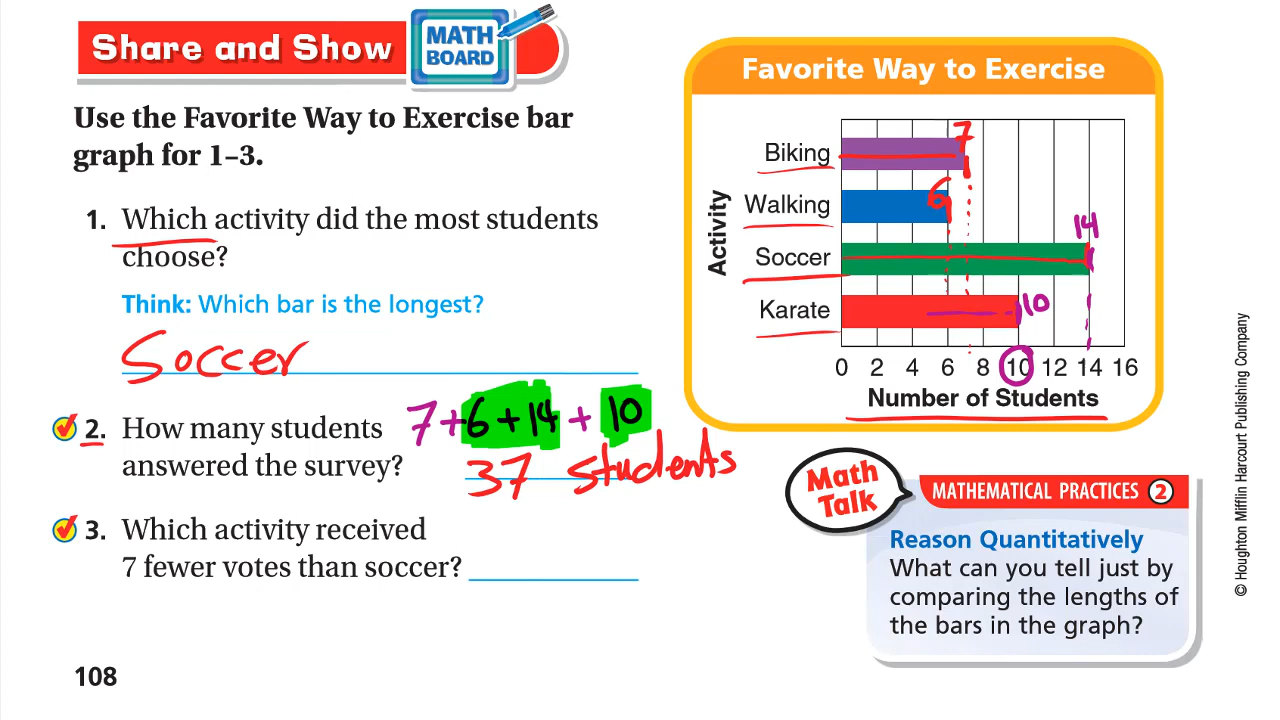 Share and Show
MATH
BOARD
Use the Favorite Way to Exercise bar
graph for 1–3.
1. Which activity did the most students
choose?
Think: Which bar is the longest?
Soccer
2. How many students
answered the survey?
7+6+14+10
37 students
3. Which activity received
7 fewer votes than soccer?
108
Favorite Way to Exercise
Activity
Biking
7
Walking
6
Soccer
14
Karate
10
0 2 4 6 8 10 12 14 16
Number of Students
Math
Talk
MATHEMATICAL PRACTICES 2
Reason Quantitatively
What can you tell just by
comparing the lengths of
the bars in the graph?
© Houghton Mifflin Harcourt Publishing Company